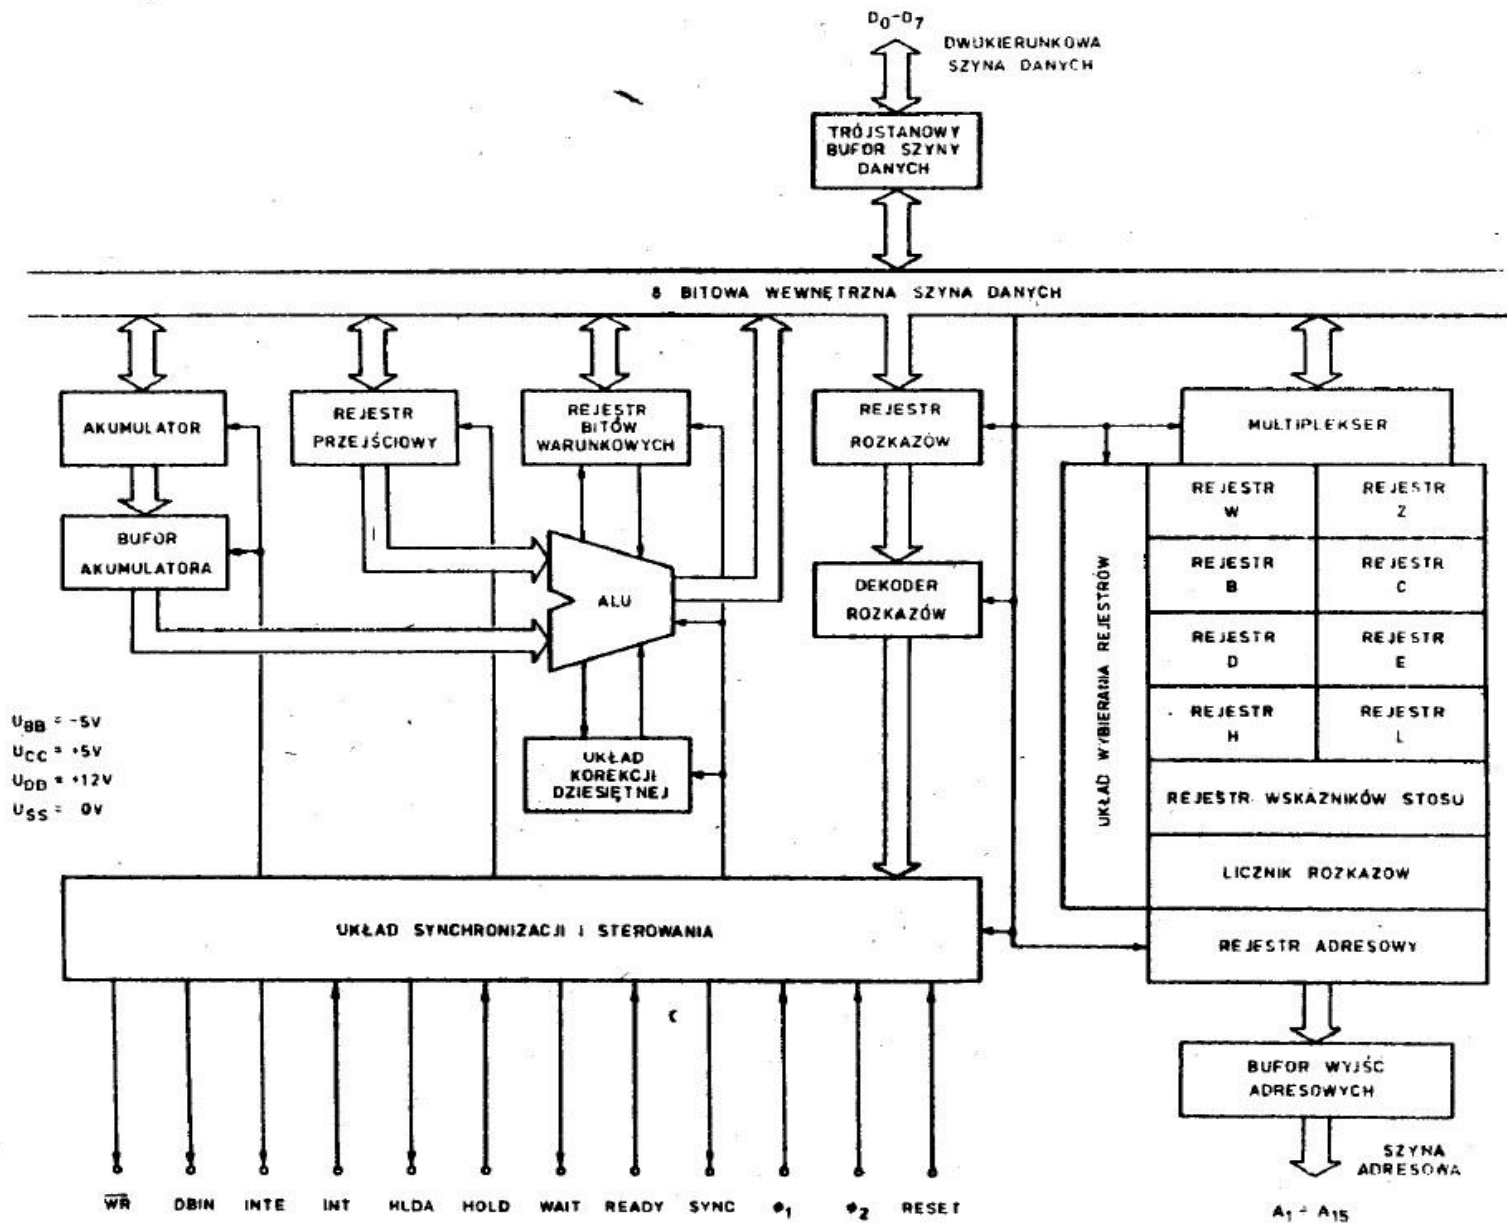 D0-D7
DWUKIERUNKOWA
SZYNA DANYCH
TRÓJSTANOWY
BUFOR SZYNY
DANYCH
8 BITOWA WEWNĘTRZNA SZYNA DANYCH
AKUMULATOR
REJESTR
PRZEJŚCIOWY
REJESTR
BITÓW
WARUNKOWYCH
REJESTR
ROZKAZÓW
MULTIPLEKSER
BUFOR
AKUMULATORA
ALU
DEKODER
ROZKAZÓW
UKŁAD WYBIERANIA REJESTRÓW
REJESTR
W
REJESTR
Z
REJESTR
B
REJESTR
C
REJESTR
D
REJESTR
E
REJESTR
H
REJESTR
L
REJESTR WSKAŹNIKÓW STOSU
LICZNIK ROZKAZOW
REJESTR ADRESOWY
UBB = -5V
UCC = +5V
UDD = +12V
USS = 0V
UKŁAD
KOREKCJI
DZIESIĘTNEJ
UKŁAD SYNCHRONIZACJI I STEROWANIA
BUFOR WYJŚĆ
ADRESOWYCH
SZYNA
ADRESOWA
W̅R̅ DBIN INTE INT HLDA HOLD WAIT READY SYNC ϕ1 ϕ2 RESET
A1 ÷ A15